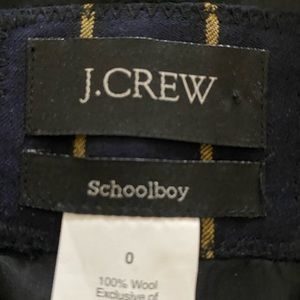 J.CREW
Schoolboy
0
100% Wool
Exclusive of